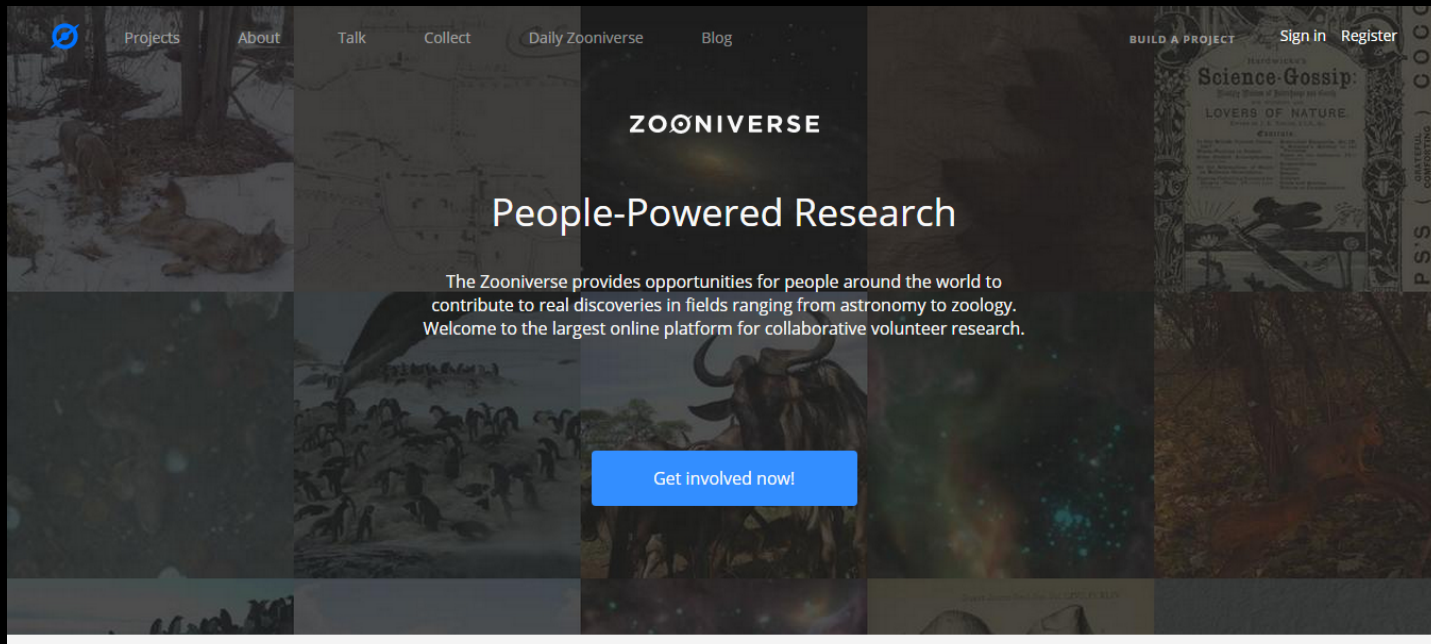 Projects About Talk Collect Daily Zooniverse Blog BUILD A PROJECT Sign in Register
Hardwicke's
Science-Gossip:
LOVERS OF NATURE.
ZOONIVERSE
People-Powered Research
The Zooniverse provides opportunities for people around the world to
contribute to real discoveries in fields ranging from astronomy to zoology.
Welcome to the largest online platform for collaborative volunteer research.
Get involved now!